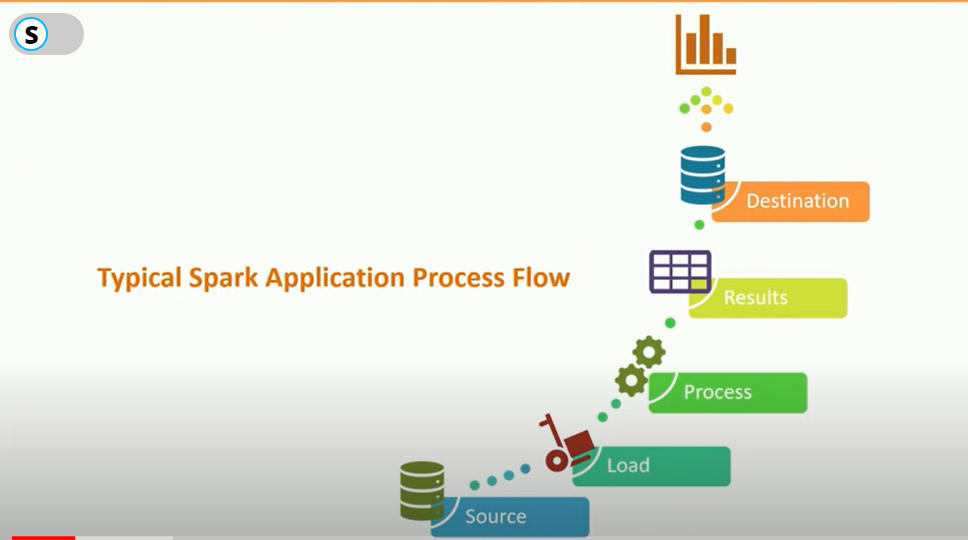 S
Destination
Results
Typical Spark Application Process Flow
Process
Load
Source